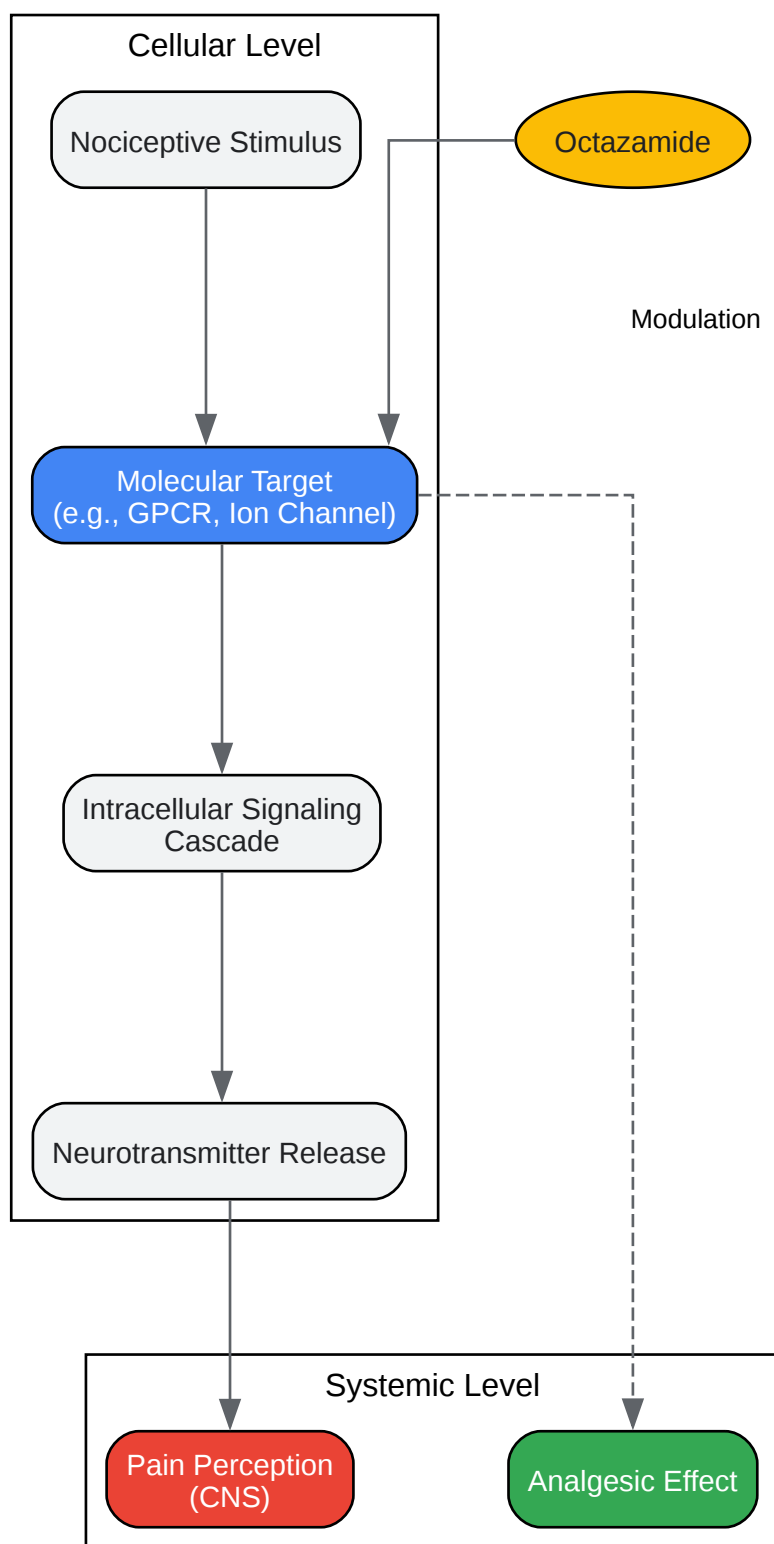 Cellular Level
Nociceptive Stimulus
Octazamide
Modulation
Molecular Target
(e.g., GPCR, Ion Channel)
Intracellular Signaling
Cascade
Neurotransmitter Release
Systemic Level
Pain Perception
(CNS)
Analgesic Effect